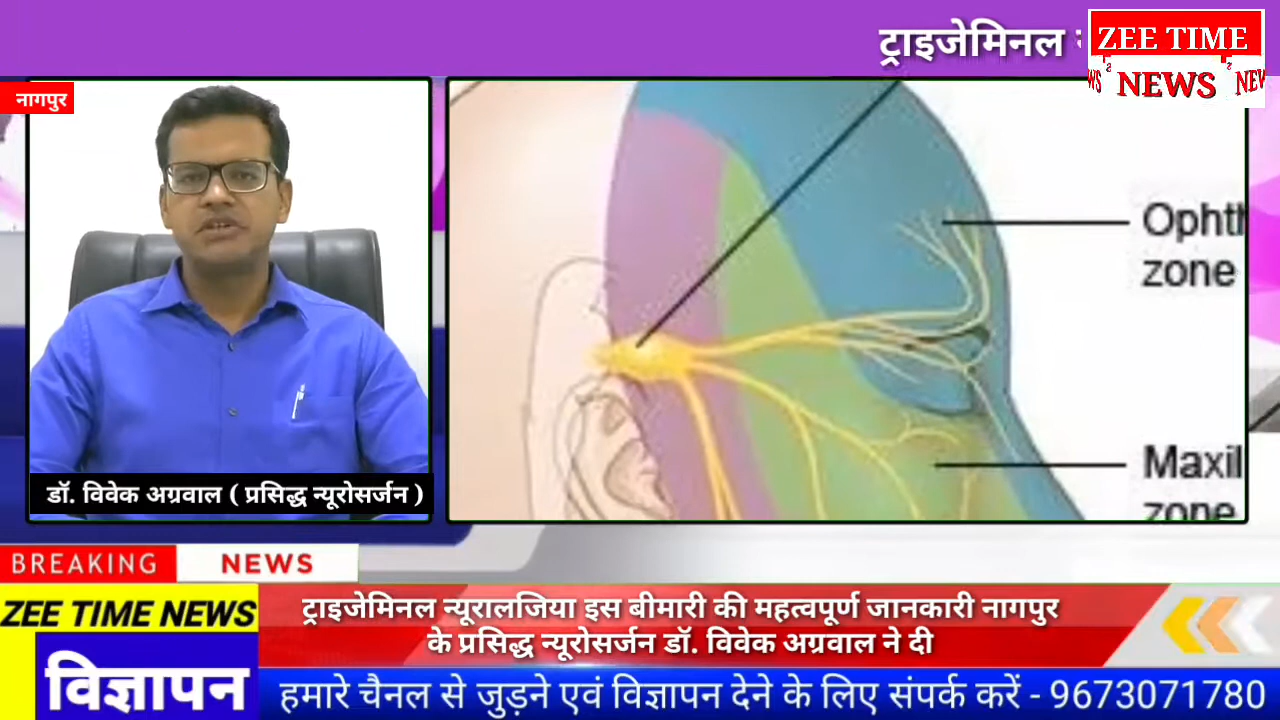 ट्राइजेमिनल
ZEE TIME
NEWS
नागपुर
Ophth
zone
Maxil
zone
डॉ. विवेक अग्रवाल ( प्रसिद्ध न्यूरोसर्जन )
BREAKING NEWS
ZEE TIME NEWS
ट्राइजेमिनल न्यूरालजिया इस बीमारी की महत्वपूर्ण जानकारी नागपुर
के प्रसिद्ध न्यूरोसर्जन डॉ. विवेक अग्रवाल ने दी
विज्ञापन
हमारे चैनल से जुड़ने एवं विज्ञापन देने के लिए संपर्क करें - 9673071780